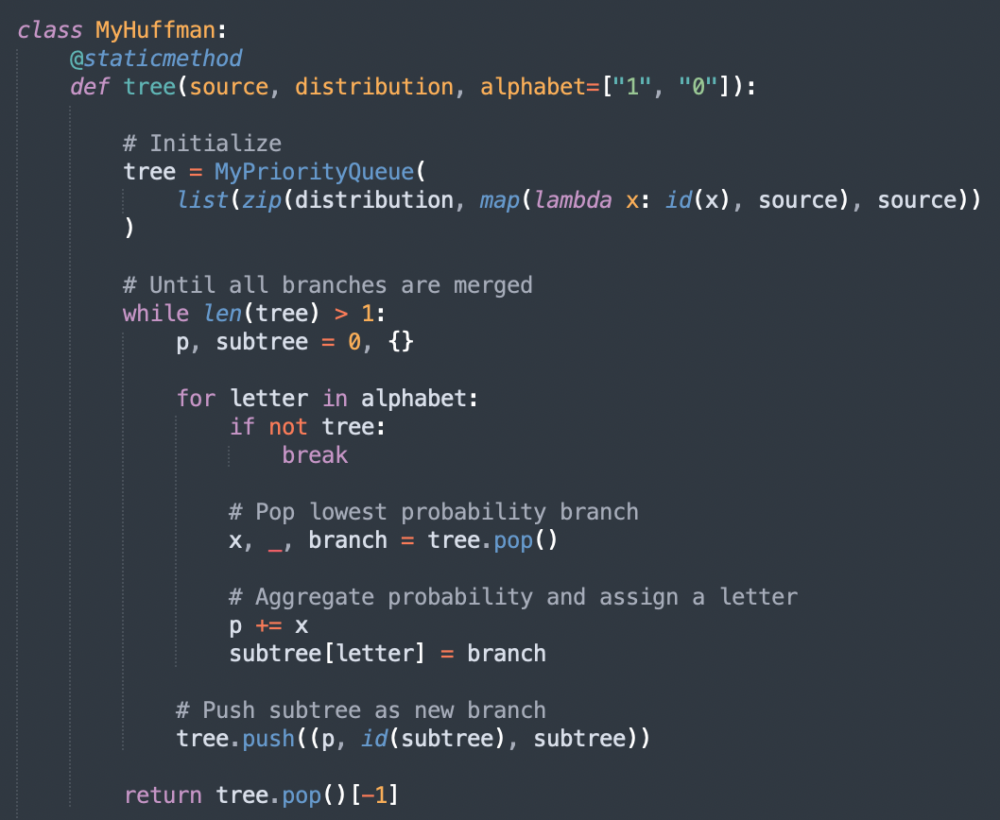 class MyHuffman:
    @staticmethod
    def tree(source, distribution, alphabet=["1", "0"]):

        # Initialize
        tree = MyPriorityQueue(
            list(zip(distribution, map(lambda x: id(x), source), source))
        )

        # Until all branches are merged
        while len(tree) > 1:
            p, subtree = 0, {}

            for letter in alphabet:
                if not tree:
                    break

                # Pop lowest probability branch
                x, _, branch = tree.pop()

                # Aggregate probability and assign a letter
                p += x
                subtree[letter] = branch

            # Push subtree as new branch
            tree.push((p, id(subtree), subtree))

        return tree.pop()[-1]